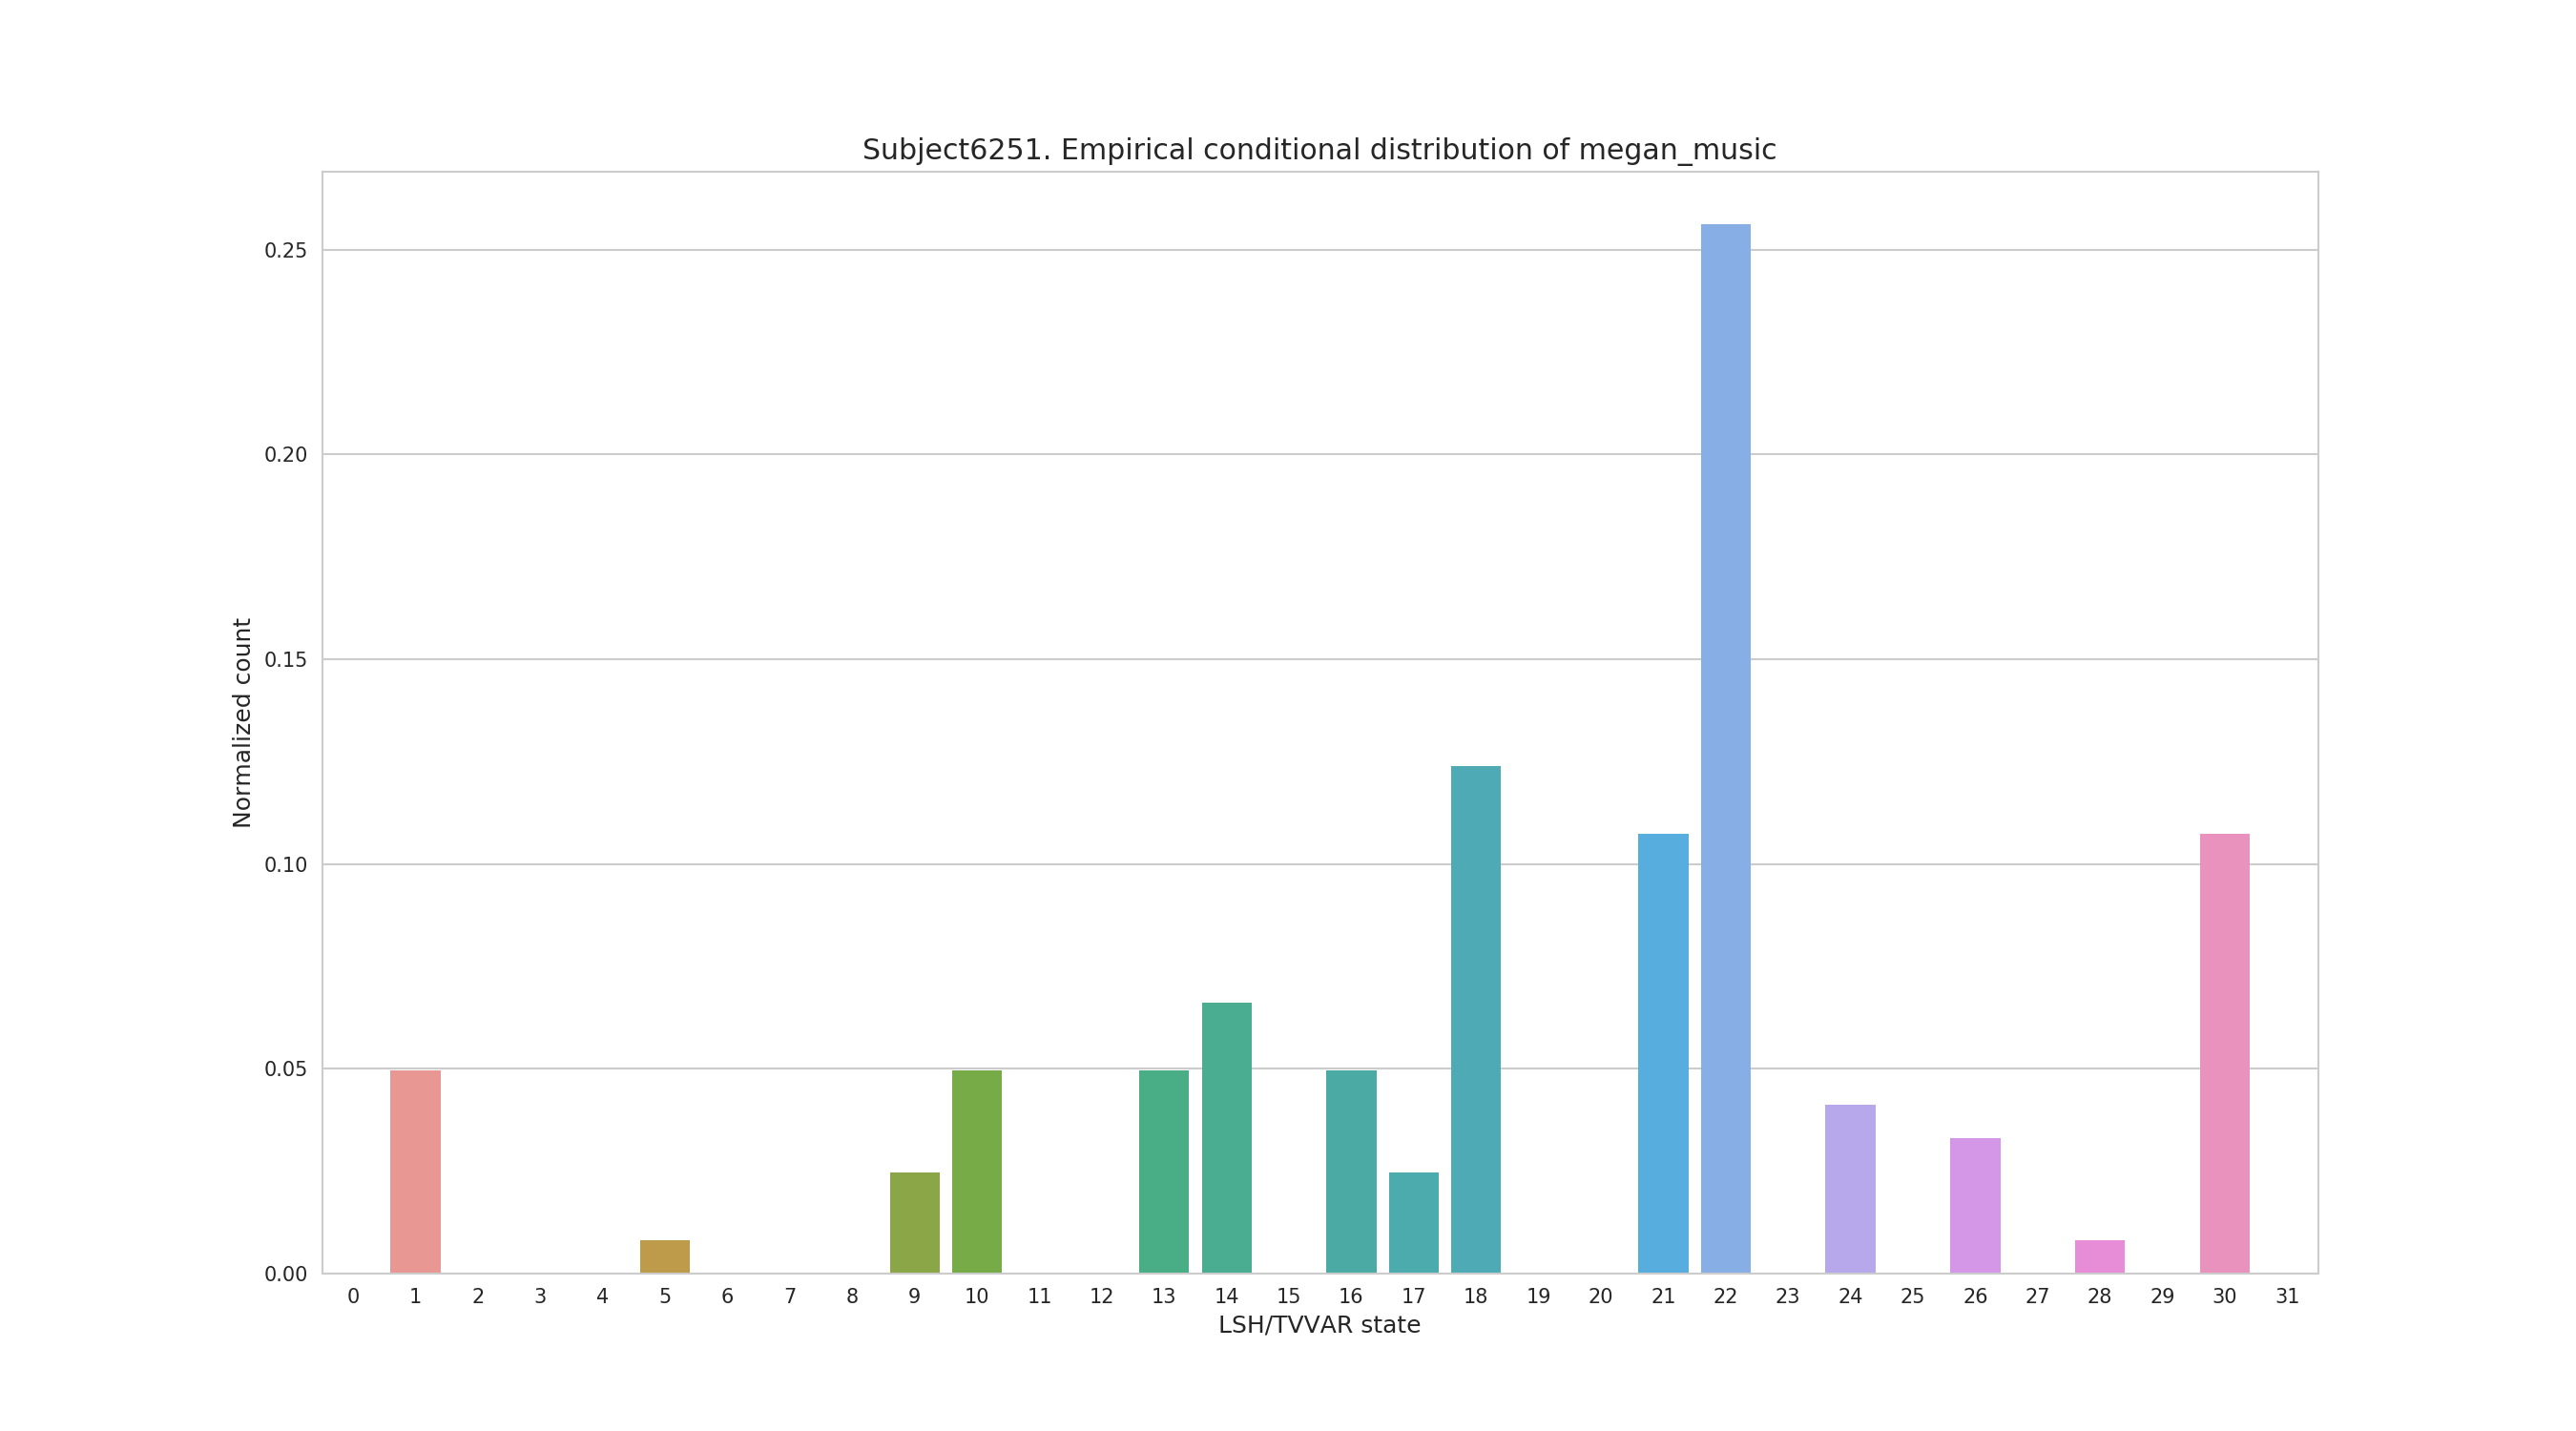 Subject6251. Empirical conditional distribution of megan_music
0.25
0.20
0.15
0.10
0.05
0.00
Normalized count
0 1 2 3 4 5 6 7 8 9 10 11 12 13 14 15 16 17 18 19 20 21 22 23 24 25 26 27 28 29 30 31
LSH/TVVAR state